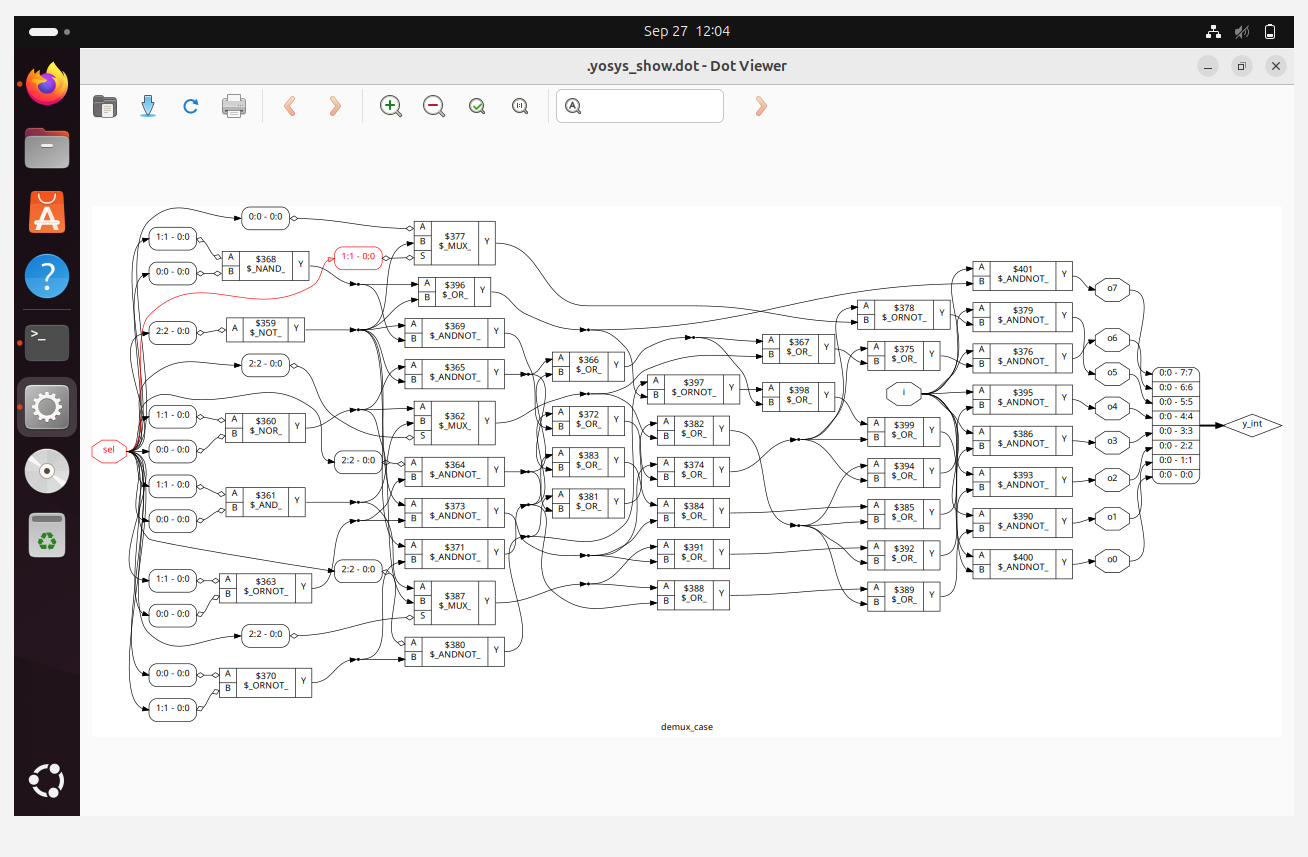 Sep 27 12:04
.yosys_show.dot - Dot Viewer
0:0 - 0:0
1:1 - 0:0
0:0 - 0:0
A
B
$368
$_NAND_
Y
1:1 - 0:0
2:2 - 0:0
A
$359
$_NOT_
Y
2:2 - 0:0
1:1 - 0:0
0:0 - 0:0
A
B
$360
$_NOR_
Y
sel
2:2 - 0:0
1:1 - 0:0
0:0 - 0:0
A
B
$361
$_AND_
Y
2:2 - 0:0
1:1 - 0:0
0:0 - 0:0
A
B
$363
$_ORNOT_
Y
2:2 - 0:0
0:0 - 0:0
1:1 - 0:0
A
B
$370
$_ORNOT_
Y
A
B
S
$377
$_MUX_
Y
A
B
$396
$_OR_
Y
A
B
$369
$_ANDNOT_
Y
A
B
$365
$_ANDNOT_
Y
A
B
S
$362
$_MUX_
Y
A
B
$364
$_ANDNOT_
Y
A
B
$373
$_ANDNOT_
Y
A
B
$371
$_ANDNOT_
Y
A
B
S
$387
$_MUX_
Y
A
B
$380
$_ANDNOT_
Y
A
B
$366
$_OR_
Y
A
B
$372
$_OR_
Y
A
B
$383
$_OR_
Y
A
B
$381
$_OR_
Y
A
B
$397
$_ORNOT_
Y
A
B
$382
$_OR_
Y
A
B
$374
$_OR_
Y
A
B
$384
$_OR_
Y
A
B
$391
$_OR_
Y
A
B
$388
$_OR_
Y
A
B
$367
$_OR_
Y
A
B
$398
$_OR_
Y
A
B
$378
$_ORNOT_
Y
A
B
$375
$_OR_
Y
i
A
B
$399
$_OR_
Y
A
B
$394
$_OR_
Y
A
B
$385
$_OR_
Y
A
B
$392
$_OR_
Y
A
B
$389
$_OR_
Y
A
B
$401
$_ANDNOT_
Y
A
B
$379
$_ANDNOT_
Y
A
B
$376
$_ANDNOT_
Y
A
B
$395
$_ANDNOT_
Y
A
B
$386
$_ANDNOT_
Y
A
B
$393
$_ANDNOT_
Y
A
B
$390
$_ANDNOT_
Y
A
B
$400
$_ANDNOT_
Y
o7
o6
o5
o4
o3
o2
o1
o0
0:0 - 7:7
0:0 - 6:6
0:0 - 5:5
0:0 - 4:4
0:0 - 3:3
0:0 - 2:2
0:0 - 1:1
0:0 - 0:0
y_int
demux_case